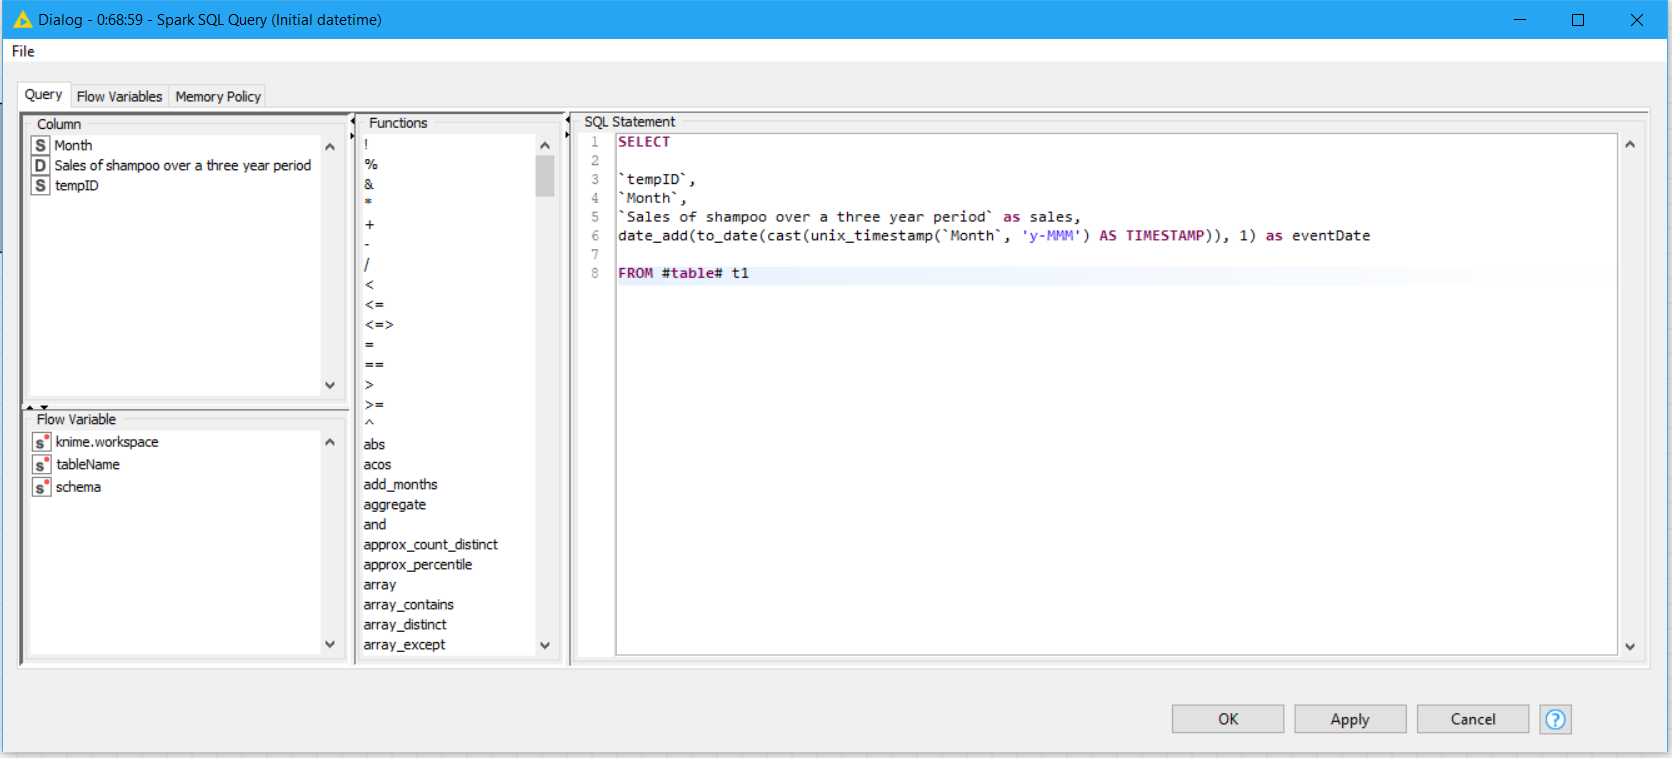 Dialog - 0:68:59 - Spark SQL Query (Initial datetime)
File
Query
Flow Variables
Memory Policy
Column
S Month
D Sales of shampoo over a three year period
S tempID
Flow Variable
s knime.workspace
s tableName
s schema
Functions
!
%
&
*
+
-
/
<
<=
<=>
=
==
>
>=
^
abs
acos
add_months
aggregate
and
approx_count_distinct
approx_percentile
array
array_contains
array_distinct
array_except
SQL Statement
1 SELECT
2
3 `tempID`,
4 `Month`,
5 `Sales of shampoo over a three year period` as sales,
6 date_add(to_date(cast(unix_timestamp(`Month`, 'y-MMM') AS TIMESTAMP)), 1) as eventDate
7
8 FROM #table# t1
OK
Apply
Cancel
?